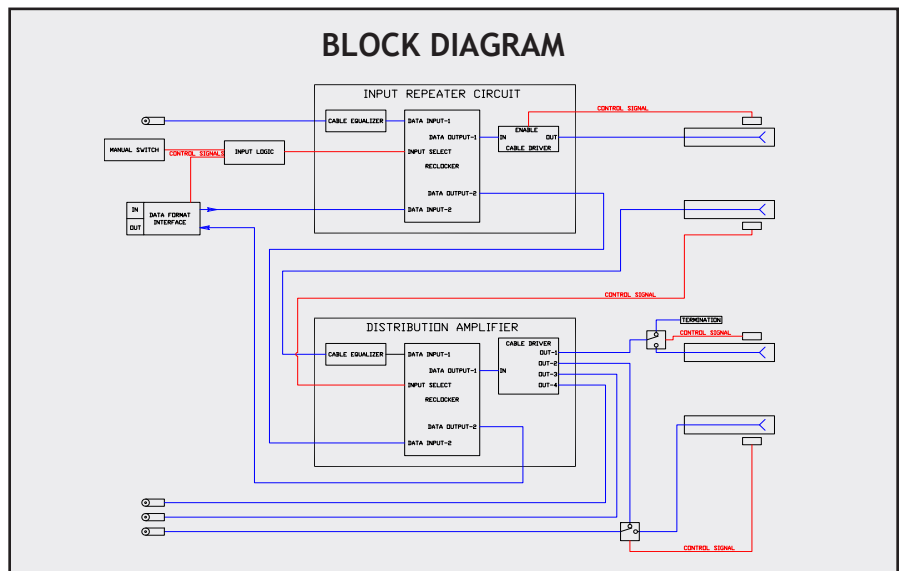 BLOCK DIAGRAM
INPUT REPEATER CIRCUIT
CONTROL SIGNAL
CABLE EQUALIZER
DATA INPUT-1
DATA OUTPUT-1
IN
ENABLE
OUT
CABLE DRIVER
MANUAL SWITCH
CONTROL SIGNALS
INPUT LOGIC
INPUT SELECT
RECLOCKER
DATA OUTPUT-2
IN
DATA FORMAT
INTERFACE
OUT
DATA INPUT-2
CONTROL SIGNAL
DISTRIBUTION AMPLIFIER
TERMINATION
CONTROL SIGNAL
CABLE EQUALIZER
DATA INPUT-1
CABLE DRIVER
OUT-1
DATA OUTPUT-1
IN
OUT-2
OUT-3
INPUT SELECT
OUT-4
RECLOCKER
DATA OUTPUT-2
DATA INPUT-2
CONTROL SIGNAL